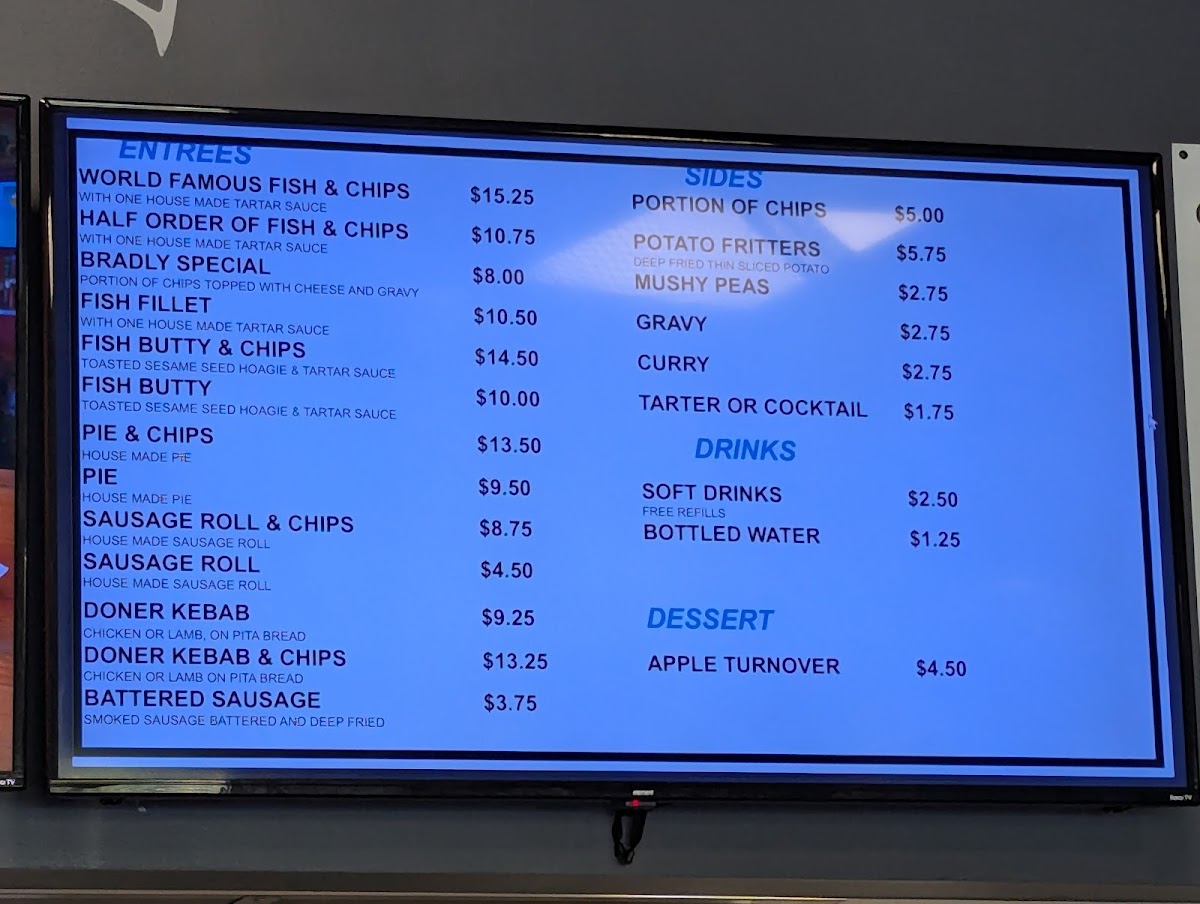 ENTREES
WORLD FAMOUS FISH & CHIPS $15.25
WITH ONE HOUSE MADE TARTAR SAUCE
HALF ORDER OF FISH & CHIPS $10.75
WITH ONE HOUSE MADE TARTAR SAUCE
BRADLY SPECIAL $8.00
PORTION OF CHIPS TOPPED WITH CHEESE AND GRAVY
FISH FILLET $10.50
WITH ONE HOUSE MADE TARTAR SAUCE
FISH BUTTY & CHIPS $14.50
TOASTED SESAME SEED HOAGIE & TARTAR SAUCE
FISH BUTTY $10.00
TOASTED SESAME SEED HOAGIE & TARTAR SAUCE
PIE & CHIPS $13.50
HOUSE MADE PIE
PIE $9.50
HOUSE MADE PIE
SAUSAGE ROLL & CHIPS $8.75
HOUSE MADE SAUSAGE ROLL
SAUSAGE ROLL $4.50
HOUSE MADE SAUSAGE ROLL
DONER KEBAB $9.25
CHICKEN OR LAMB, ON PITA BREAD
DONER KEBAB & CHIPS $13.25
CHICKEN OR LAMB ON PITA BREAD
BATTERED SAUSAGE $3.75
SMOKED SAUSAGE BATTERED AND DEEP FRIED
SIDES
PORTION OF CHIPS $5.00
POTATO FRITTERS $5.75
DEEP FRIED THIN SLICED POTATO
MUSHY PEAS $2.75
GRAVY $2.75
CURRY $2.75
TARTER OR COCKTAIL $1.75
DRINKS
SOFT DRINKS $2.50
FREE REFILLS
BOTTLED WATER $1.25
DESSERT
APPLE TURNOVER $4.50
Roku TV